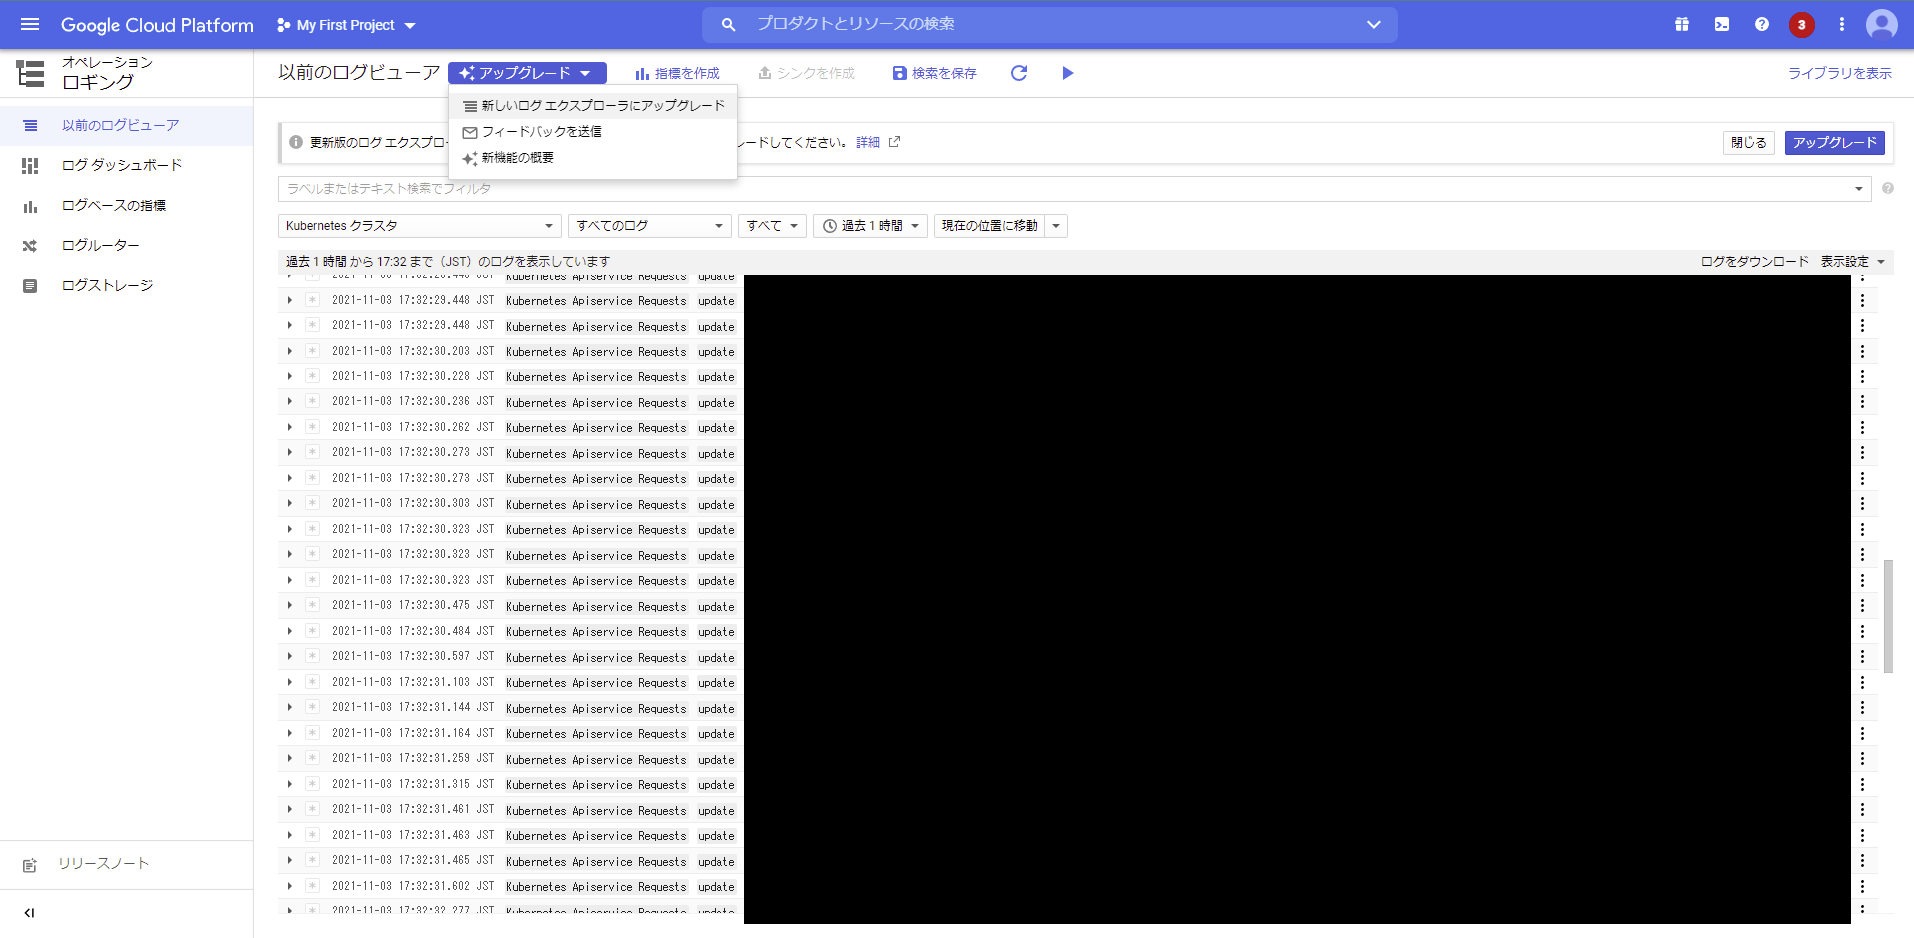 Google Cloud Platform
My First Project
プロダクトとリソースの検索
3
オペレーション
ロギング
以前のログビューア
アップグレード
指標を作成
シンクを作成
検索を保存
ライブラリを表示
新しいログ エクスプローラにアップグレード
フィードバックを送信
新機能の概要
以前のログビューア
ログ ダッシュボード
ログベースの指標
ログルーター
ログストレージ
リリースノート
更新版のログ エクスプロー
レードしてください。 詳細
閉じる
アップグレード
ラベルまたはテキスト検索でフィルタ
Kubernetes クラスタ
すべてのログ
すべて
過去 1 時間
現在の位置に移動
過去 1 時間 から 17:32 まで（JST）のログを表示しています
ログをダウンロード
表示設定
Kubernetes Apiservice Requests update
2021-11-03 17:32:29.448 JST Kubernetes Apiservice Requests update
2021-11-03 17:32:29.448 JST Kubernetes Apiservice Requests update
2021-11-03 17:32:30.203 JST Kubernetes Apiservice Requests update
2021-11-03 17:32:30.228 JST Kubernetes Apiservice Requests update
2021-11-03 17:32:30.236 JST Kubernetes Apiservice Requests update
2021-11-03 17:32:30.262 JST Kubernetes Apiservice Requests update
2021-11-03 17:32:30.273 JST Kubernetes Apiservice Requests update
2021-11-03 17:32:30.273 JST Kubernetes Apiservice Requests update
2021-11-03 17:32:30.303 JST Kubernetes Apiservice Requests update
2021-11-03 17:32:30.323 JST Kubernetes Apiservice Requests update
2021-11-03 17:32:30.323 JST Kubernetes Apiservice Requests update
2021-11-03 17:32:30.323 JST Kubernetes Apiservice Requests update
2021-11-03 17:32:30.475 JST Kubernetes Apiservice Requests update
2021-11-03 17:32:30.484 JST Kubernetes Apiservice Requests update
2021-11-03 17:32:30.597 JST Kubernetes Apiservice Requests update
2021-11-03 17:32:31.103 JST Kubernetes Apiservice Requests update
2021-11-03 17:32:31.144 JST Kubernetes Apiservice Requests update
2021-11-03 17:32:31.164 JST Kubernetes Apiservice Requests update
2021-11-03 17:32:31.259 JST Kubernetes Apiservice Requests update
2021-11-03 17:32:31.315 JST Kubernetes Apiservice Requests update
2021-11-03 17:32:31.461 JST Kubernetes Apiservice Requests update
2021-11-03 17:32:31.463 JST Kubernetes Apiservice Requests update
2021-11-03 17:32:31.465 JST Kubernetes Apiservice Requests update
2021-11-03 17:32:31.602 JST Kubernetes Apiservice Requests update
2021-11-03 17:32:32.277 JST Kubernetes Apiservice Requests update